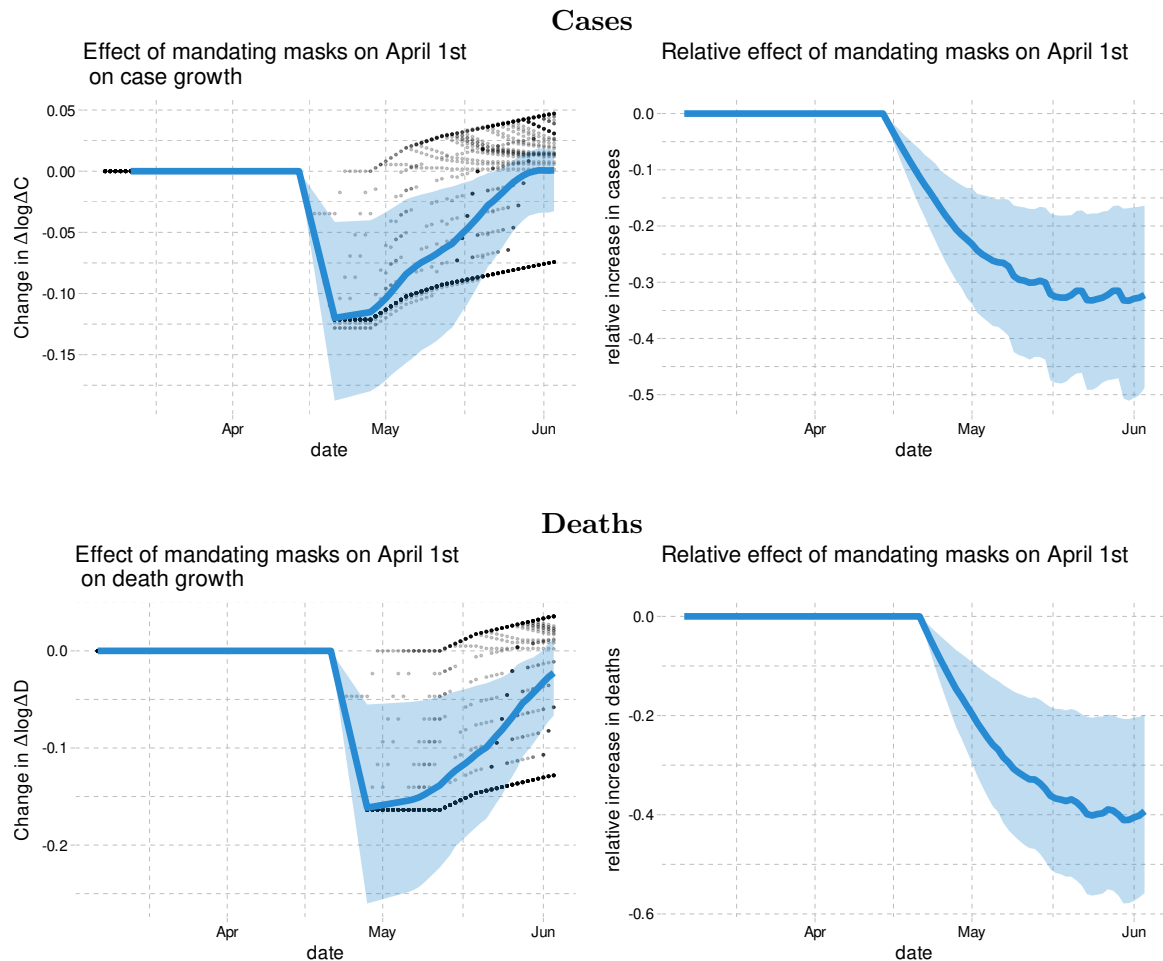 Cases
Effect of mandating masks on April 1st
on case growth
Relative effect of mandating masks on April 1st
0.05
0.00
-0.05
-0.10
-0.15
Change in ΔlogΔC
Apr
May
Jun
date
0.0
-0.1
-0.2
-0.3
-0.4
-0.5
relative increase in cases
Apr
May
Jun
date
Deaths
Effect of mandating masks on April 1st
on death growth
Relative effect of mandating masks on April 1st
0.0
-0.1
-0.2
Change in ΔlogΔD
Apr
May
Jun
date
0.0
-0.2
-0.4
-0.6
relative increase in deaths
Apr
May
Jun
date